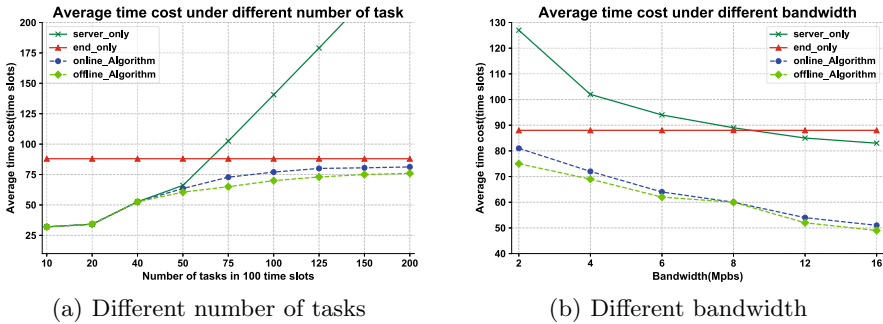 Average time cost under different number of task
200
175
150
125
100
75
50
25
Average time cost(time slots)
server_only
end_only
online_Algorithm
offline_Algorithm
10 20 40 50 75 100 125 150 200
Number of tasks in 100 time slots
(a) Different number of tasks
Average time cost under different bandwidth
130
120
110
100
90
80
70
60
50
40
Average time cost(time slots)
server_only
end_only
online_Algorithm
offline_Algorithm
2 4 6 8 12 16
Bandwidth(Mpbs)
(b) Different bandwidth